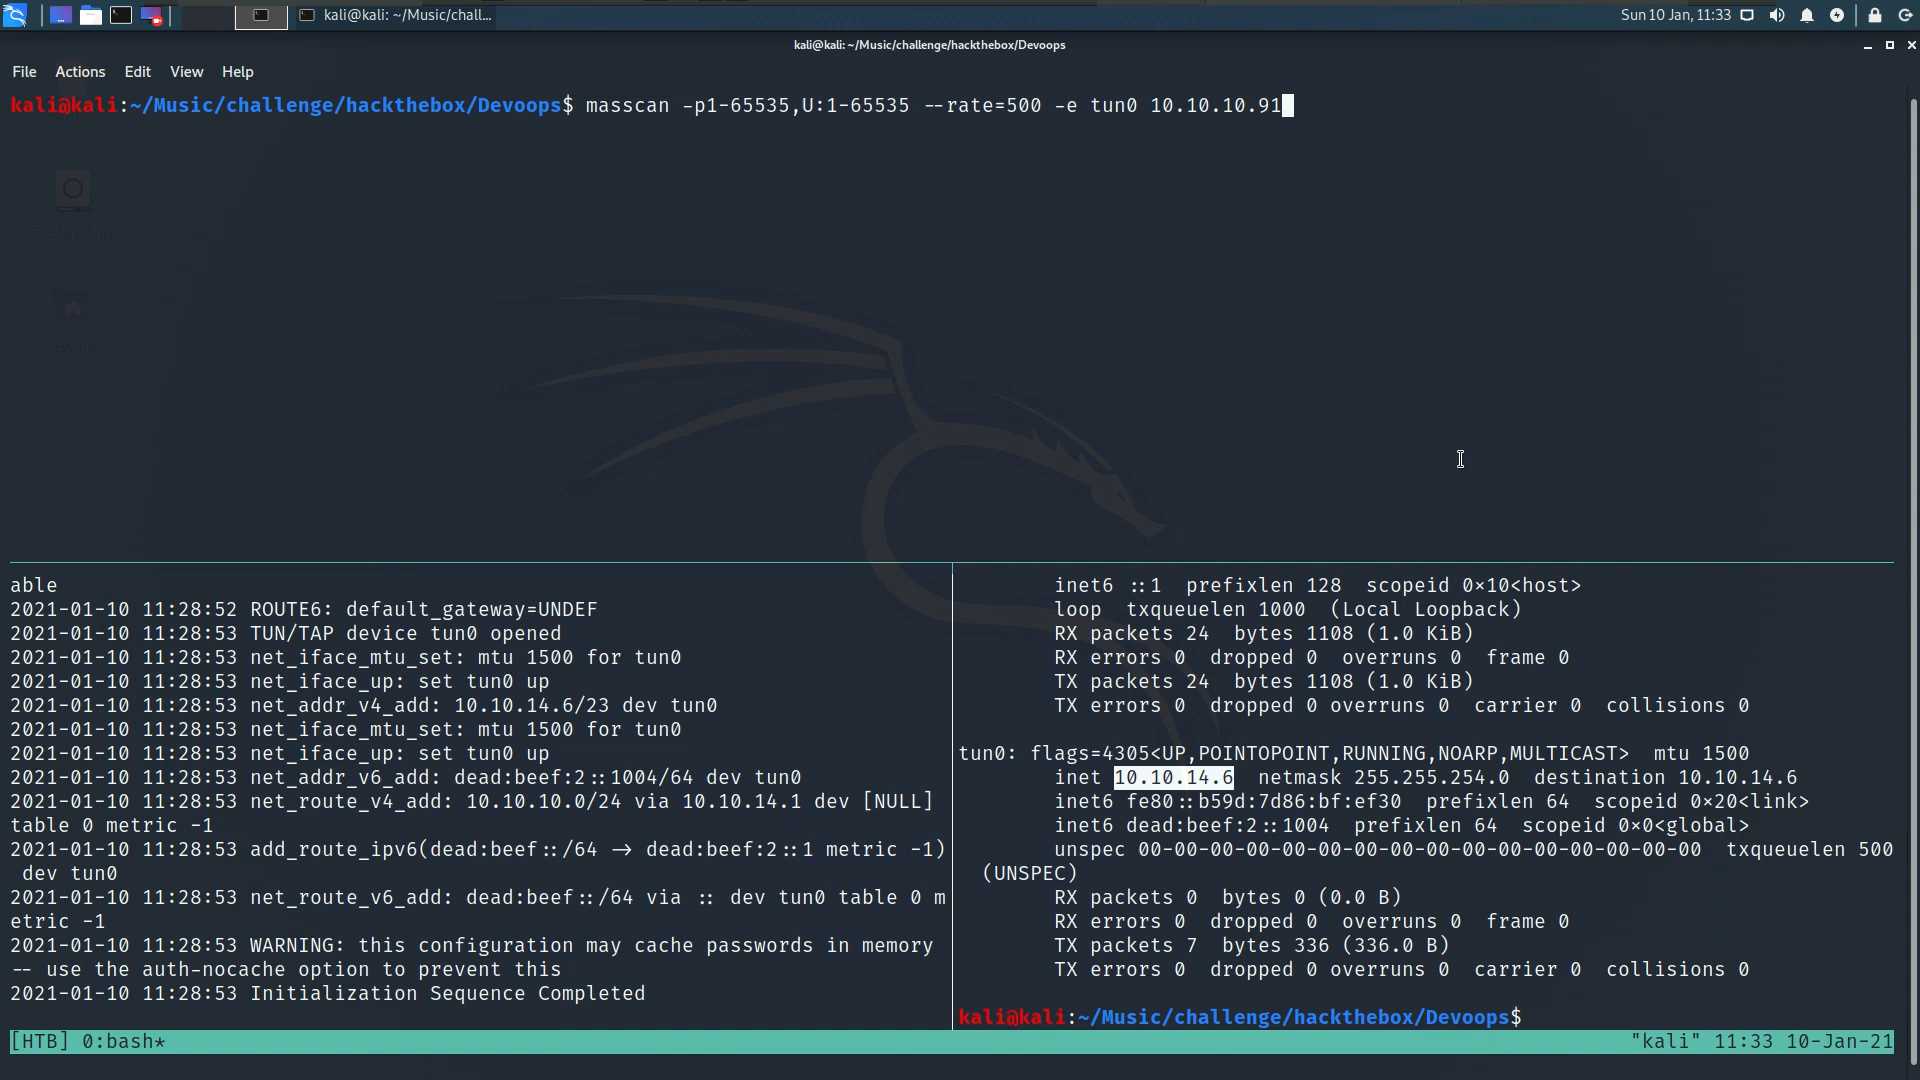 kali@kali: ~/Music/chall...
Sun 10 Jan, 11:33
kali@kali: ~/Music/challenge/hackthebox/Devoops
File Actions Edit View Help
kali@kali:~/Music/challenge/hackthebox/Devoops$ masscan -p1-65535,U:1-65535 --rate=500 -e tun0 10.10.10.91
File System
Home
able
2021-01-10 11:28:52 ROUTE6: default_gateway=UNDEF
2021-01-10 11:28:53 TUN/TAP device tun0 opened
2021-01-10 11:28:53 net_iface_mtu_set: mtu 1500 for tun0
2021-01-10 11:28:53 net_iface_up: set tun0 up
2021-01-10 11:28:53 net_addr_v4_add: 10.10.14.6/23 dev tun0
2021-01-10 11:28:53 net_iface_mtu_set: mtu 1500 for tun0
2021-01-10 11:28:53 net_iface_up: set tun0 up
2021-01-10 11:28:53 net_addr_v6_add: dead:beef:2::1004/64 dev tun0
2021-01-10 11:28:53 net_route_v4_add: 10.10.10.0/24 via 10.10.14.1 dev [NULL]
table 0 metric -1
2021-01-10 11:28:53 add_route_ipv6(dead:beef::/64 -> dead:beef:2::1 metric -1)
dev tun0
2021-01-10 11:28:53 net_route_v6_add: dead:beef::/64 via :: dev tun0 table 0 m
etric -1
2021-01-10 11:28:53 WARNING: this configuration may cache passwords in memory
-- use the auth-nocache option to prevent this
2021-01-10 11:28:53 Initialization Sequence Completed
inet6 ::1 prefixlen 128 scopeid 0×10<host>
loop txqueuelen 1000 (Local Loopback)
RX packets 24 bytes 1108 (1.0 KiB)
RX errors 0 dropped 0 overruns 0 frame 0
TX packets 24 bytes 1108 (1.0 KiB)
TX errors 0 dropped 0 overruns 0 carrier 0 collisions 0
tun0: flags=4305<UP,POINTOPOINT,RUNNING,NOARP,MULTICAST> mtu 1500
inet 10.10.14.6 netmask 255.255.254.0 destination 10.10.14.6
inet6 fe80::b59d:7d86:bf:ef30 prefixlen 64 scopeid 0×20<link>
inet6 dead:beef:2::1004 prefixlen 64 scopeid 0×0<global>
unspec 00-00-00-00-00-00-00-00-00-00-00-00-00-00-00-00 txqueuelen 500
(UNSPEC)
RX packets 0 bytes 0 (0.0 B)
RX errors 0 dropped 0 overruns 0 frame 0
TX packets 7 bytes 336 (336.0 B)
TX errors 0 dropped 0 overruns 0 carrier 0 collisions 0
kali@kali:~/Music/challenge/hackthebox/Devoops$
[HTB] 0:bash*
"kali" 11:33 10-Jan-21